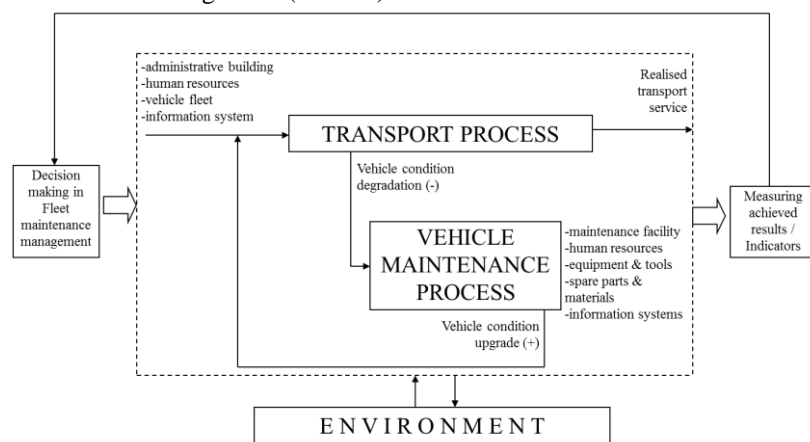 -administrative building
-human resources
-vehicle fleet
-information system
Realised
transport
service
TRANSPORT PROCESS
Vehicle condition
degradation (-)
Decision
making in
Fleet
maintenance
management
VEHICLE
MAINTENANCE
PROCESS
-maintenance facility
-human resources
-equipment & tools
-spare parts &
materials
-information systems
Measuring
achieved
results /
Indicators
Vehicle condition
upgrade (+)
ENVIRONMENT